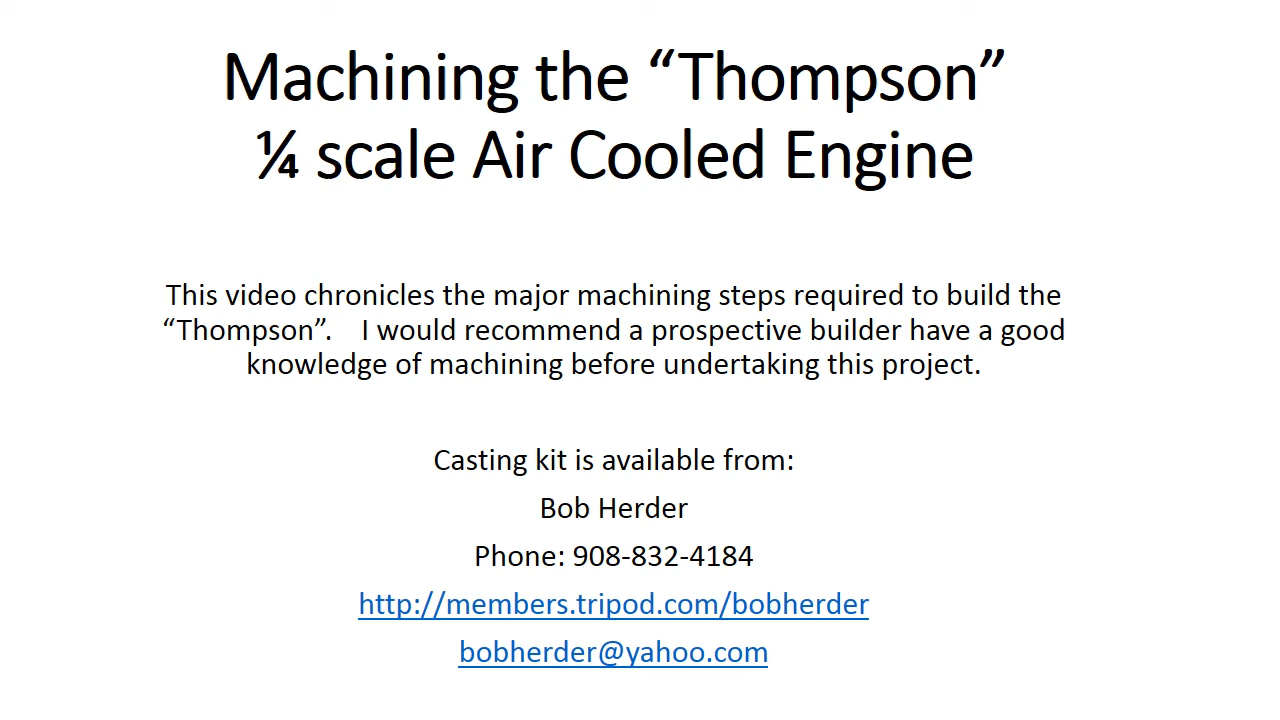 Machining the “Thompson”
¼ scale Air Cooled Engine
This video chronicles the major machining steps required to build the
“Thompson”.    I would recommend a prospective builder have a good
knowledge of machining before undertaking this project.
Casting kit is available from:
Bob Herder
Phone: 908-832-4184
http://members.tripod.com/bobherder
bobherder@yahoo.com